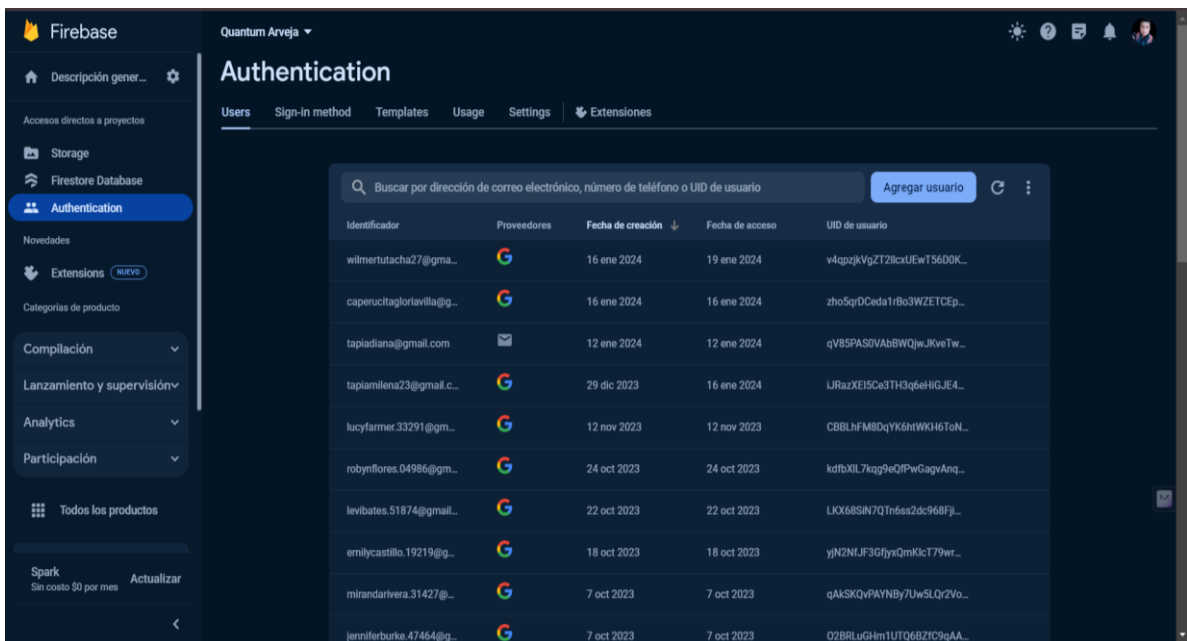 Firebase
Quantum Arveja
Descripción gener...
Authentication
Users Sign-in method Templates Usage Settings Extensiones
Accesos directos a proyectos
Storage
Firestore Database
Authentication
Novedades
Extensions NUEVO
Categorías de producto
Compilación
Lanzamiento y supervisión
Analytics
Participación
Todos los productos
Spark
Sin costo $0 por mes
Actualizar
Buscar por dirección de correo electrónico, número de teléfono o UID de usuario Agregar usuario
Identificador Proveedores Fecha de creación Fecha de acceso UID de usuario
wilmertutacha27@gma... 16 ene 2024 19 ene 2024 v4qpzjkVgZT2IlcxUEwT56D0K...
caperucitagloriavilla@g... 16 ene 2024 16 ene 2024 zho5qrDCeda1rBo3WZETCEp...
tapiadiana@gmail.com 12 ene 2024 12 ene 2024 qV85PAS0VAbBWQjwJKveTw...
tapiamilena23@gmail.c... 29 dic 2023 16 ene 2024 iJRazXEI5Ce3TH3q6eHiGJE4...
lucyfarmer.33291@gm... 12 nov 2023 12 nov 2023 CBBLhFM8DqYK6htWKH6ToN...
robynflores.04986@gm... 24 oct 2023 24 oct 2023 kdfbXlL7kqg9eQfPwGagvAnq...
levibates.51874@gmail... 22 oct 2023 22 oct 2023 LKX68SiN7QTn6ss2dc968Fji...
emilycastillo.19219@g... 18 oct 2023 18 oct 2023 yjN2NfJF3GfjyxQmKlcT79wr...
mirandarivera.31427@... 7 oct 2023 7 oct 2023 qAkSKQvPAYNBy7Uw5LQr2Vo...
jenniferburke.47464@g... 7 oct 2023 7 oct 2023 O2BRLuGHm1UTQ6BZfC9qAA...